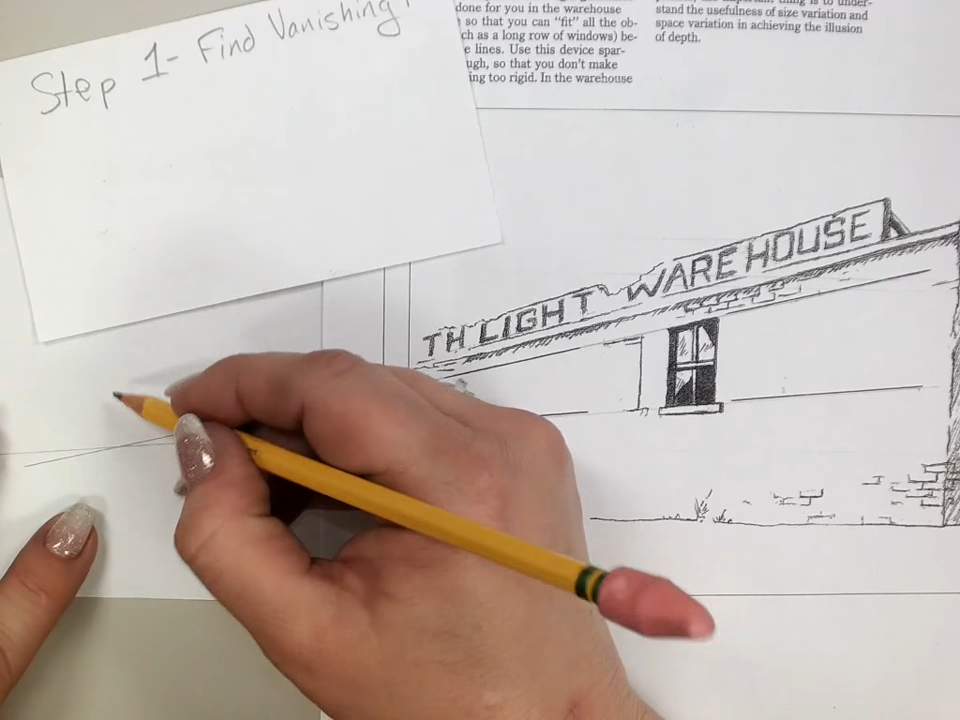 Step 1- Find Vanishing
done for you in the warehouse
so that you can "fit" all the ob-
ch as a long row of windows) be-
e lines. Use this device spar-
ugh, so that you don't make
ing too rigid. In the warehouse
stand the usefulness of size variation and
space variation in achieving the illusion
of depth.
TH LIGHT WAREHOUSE